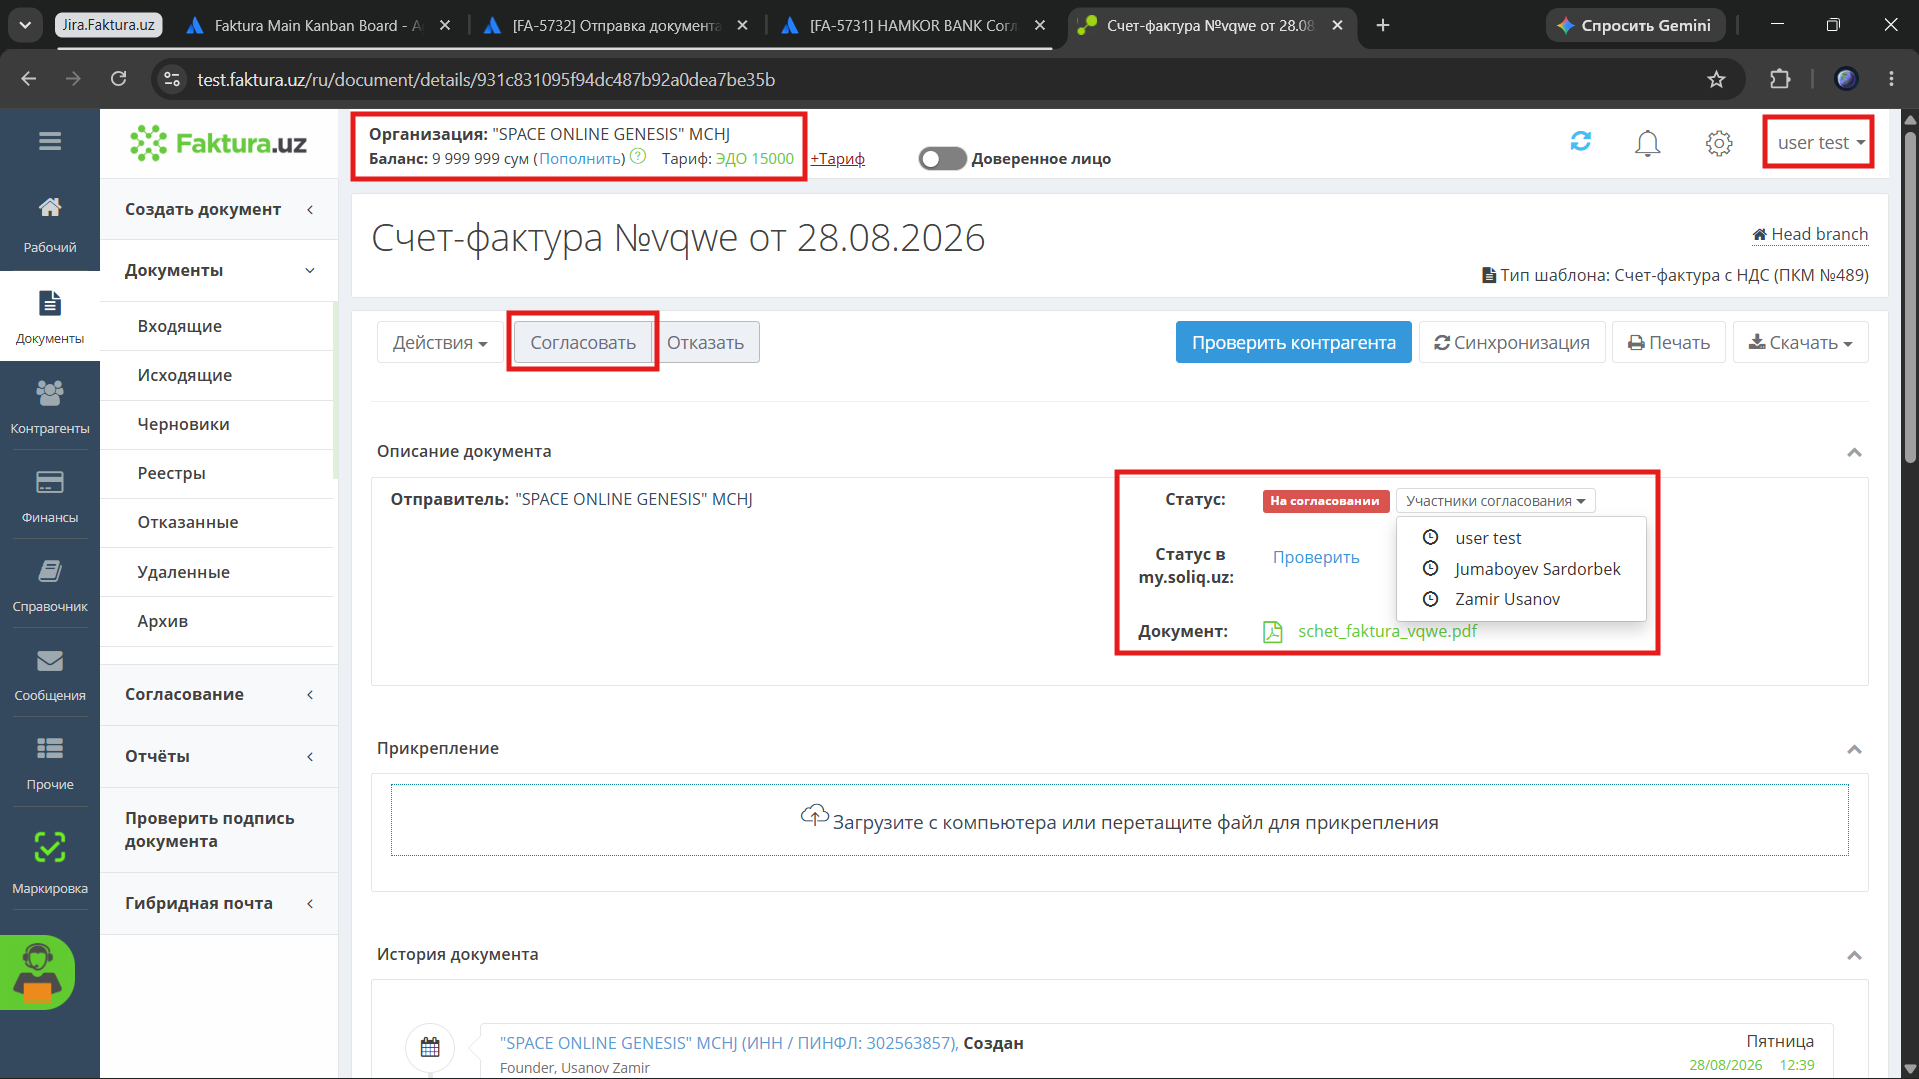 Jira.Faktura.uz
Faktura Main Kanban Board - A
[FA-5732] Отправка документа
[FA-5731] HAMKOR BANK Согл
Счет-фактура №vqwe от 28.08
Спросить Gemini
test.faktura.uz/ru/document/details/931c831095f94dc487b92a0dea7be35b
Рабочий
Документы
Контрагенты
Финансы
Справочник
Сообщения
Прочие
Маркировка
Faktura.uz
Создать документ
Документы
Входящие
Исходящие
Черновики
Реестры
Отказанные
Удаленные
Архив
Согласование
Отчёты
Проверить подпись
документа
Гибридная почта
Организация: "SPACE ONLINE GENESIS" MCHJ
Баланс: 9 999 999 сум (Пополнить) ? Тариф: ЭДО 15000 +Тариф
Доверенное лицо
user test
Счет-фактура №vqwe от 28.08.2026
Head branch
Тип шаблона: Счет-фактура с НДС (ПКМ №489)
Действия
Согласовать
Отказать
Проверить контрагента
Синхронизация
Печать
Скачать
Описание документа
Отправитель: "SPACE ONLINE GENESIS" MCHJ
Статус: На согласовании Участники согласования
user test
Jumaboyev Sardorbek
Zamir Usanov
Статус в
my.soliq.uz:
Проверить
Документ: schet_faktura_vqwe.pdf
Прикрепление
Загрузите с компьютера или перетащите файл для прикрепления
История документа
"SPACE ONLINE GENESIS" MCHJ (ИНН / ПИНФЛ: 302563857), Создан
Founder, Usanov Zamir
Пятница
28/08/2026 12:39